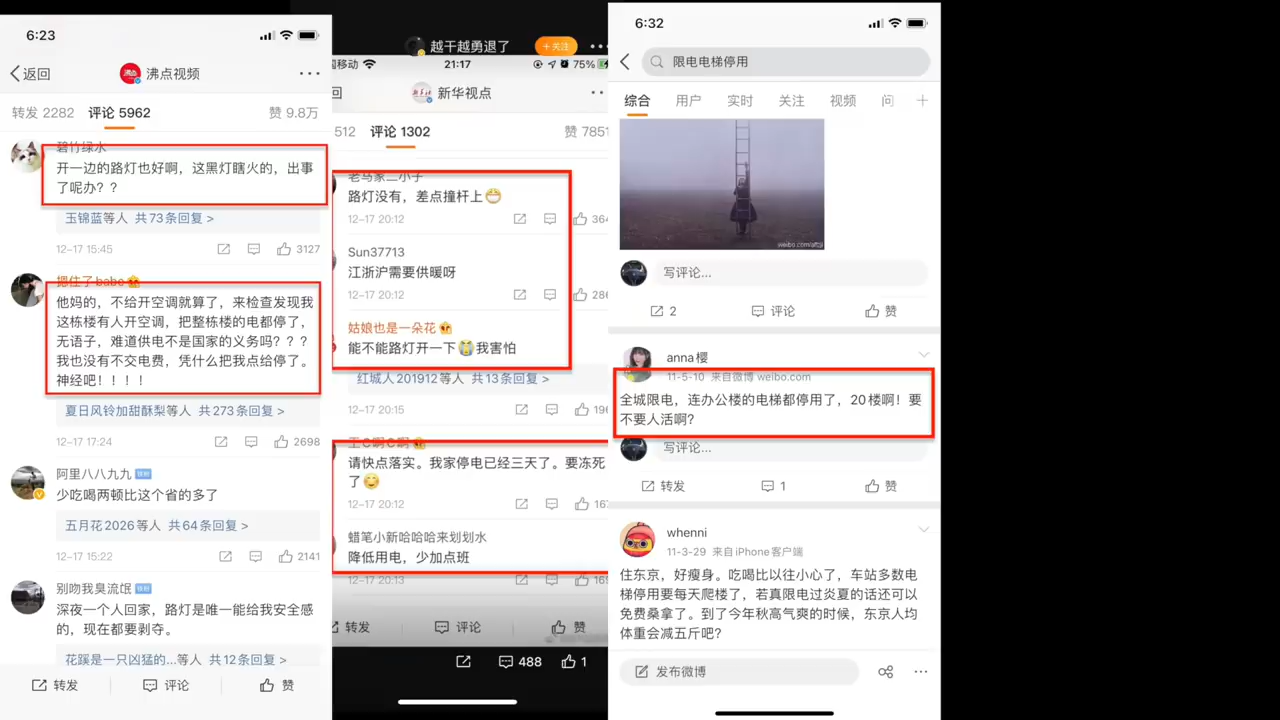 6:23
返回
沸点视频
转发 2282
评论 5962
赞 9.8万
碧竹绿水
开一边的路灯也好啊，这黑灯瞎火的，出事
了呢办？？
玉锦蓝等人 共73条回复 >
12-17 15:45
3127
摁住了babe
他妈的，不给开空调就算了，来检查发现我
这栋楼有人开空调，把整栋楼的电都停了，
无语子，难道供电不是国家的义务吗？？？
我也没有不交电费，凭什么把我点给停了。
神经吧！！！！
夏日风铃加甜酥梨等人 共273条回复 >
12-17 17:24
2698
阿里八八九九
少吃喝两顿比这个省的多了
五月花2026等人 共64条回复 >
12-17 15:22
2141
别吻我臭流氓
深夜一个人回家，路灯是唯一能给我安全感
的，现在都要剥夺。
花蹊是一只凶猛的...等人 共12条回复 >
转发
评论
赞
越干越勇退了
+关注
移动
21:17
75%
回
新华视点
512
评论 1302
赞 7851
老马家二小子
路灯没有，差点撞杆上
12-17 20:12
364
Sun37713
江浙沪需要供暖呀
12-17 20:12
286
姑娘也是一朵花
能不能路灯开一下😭我害怕
红城人201912等人 共13条回复 >
12-17 20:15
196
请快点落实。我家停电已经三天了。要冻死
了
12-17 20:12
167
蜡笔小新哈哈哈来划划水
降低用电，少加点班
12-17 20:13
169
转发
评论
赞
488
1
6:32
限电电梯停用
综合
用户
实时
关注
视频
问
weibo.com/
写评论...
2
评论
赞
anna樱
11-5-10 来自微博 weibo.com
全城限电，连办公楼的电梯都停用了，20楼啊！要
不要人活啊？
写评论...
转发
1
赞
whenni
11-3-29 来自iPhone客户端
住东京，好瘦身。吃喝比以往小心了，车站多数电
梯停用要每天爬楼了，若真限电过炎夏的话还可以
免费桑拿了。到了今年秋高气爽的时候，东京人均
体重会减五斤吧？
发布微博